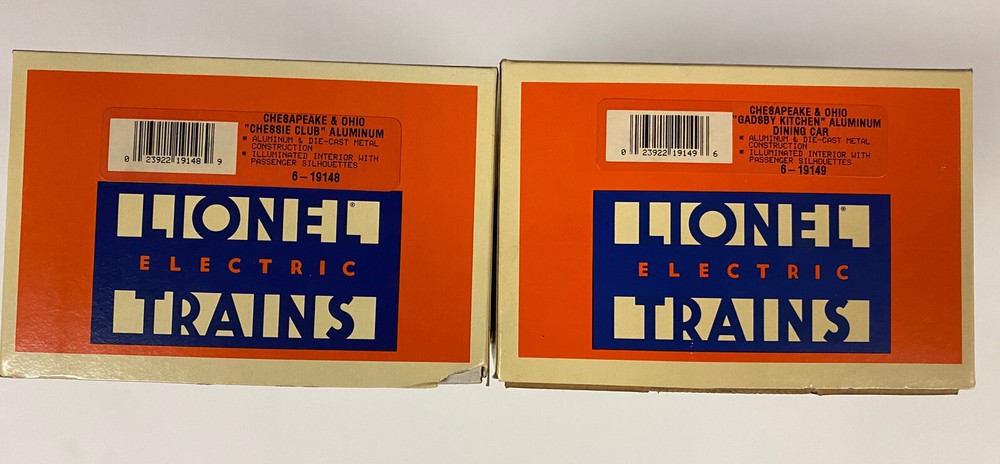 CHESAPEAKE & OHIO
"CHESSIE CLUB" ALUMINUM
• ALUMINUM & DIE-CAST METAL
CONSTRUCTION
• ILLUMINATED INTERIOR WITH
PASSENGER SILHOUETTES
6-19148
0 23922 19148 9
LIONEL®
ELECTRIC
TRAINS
CHESAPEAKE & OHIO
"GADSBY KITCHEN" ALUMINUM
DINING CAR
• ALUMINUM & DIE-CAST METAL
CONSTRUCTION
• ILLUMINATED INTERIOR WITH
PASSENGER SILHOUETTES
6-19149
0 23922 19149 6
LIONEL®
ELECTRIC
TRAINS